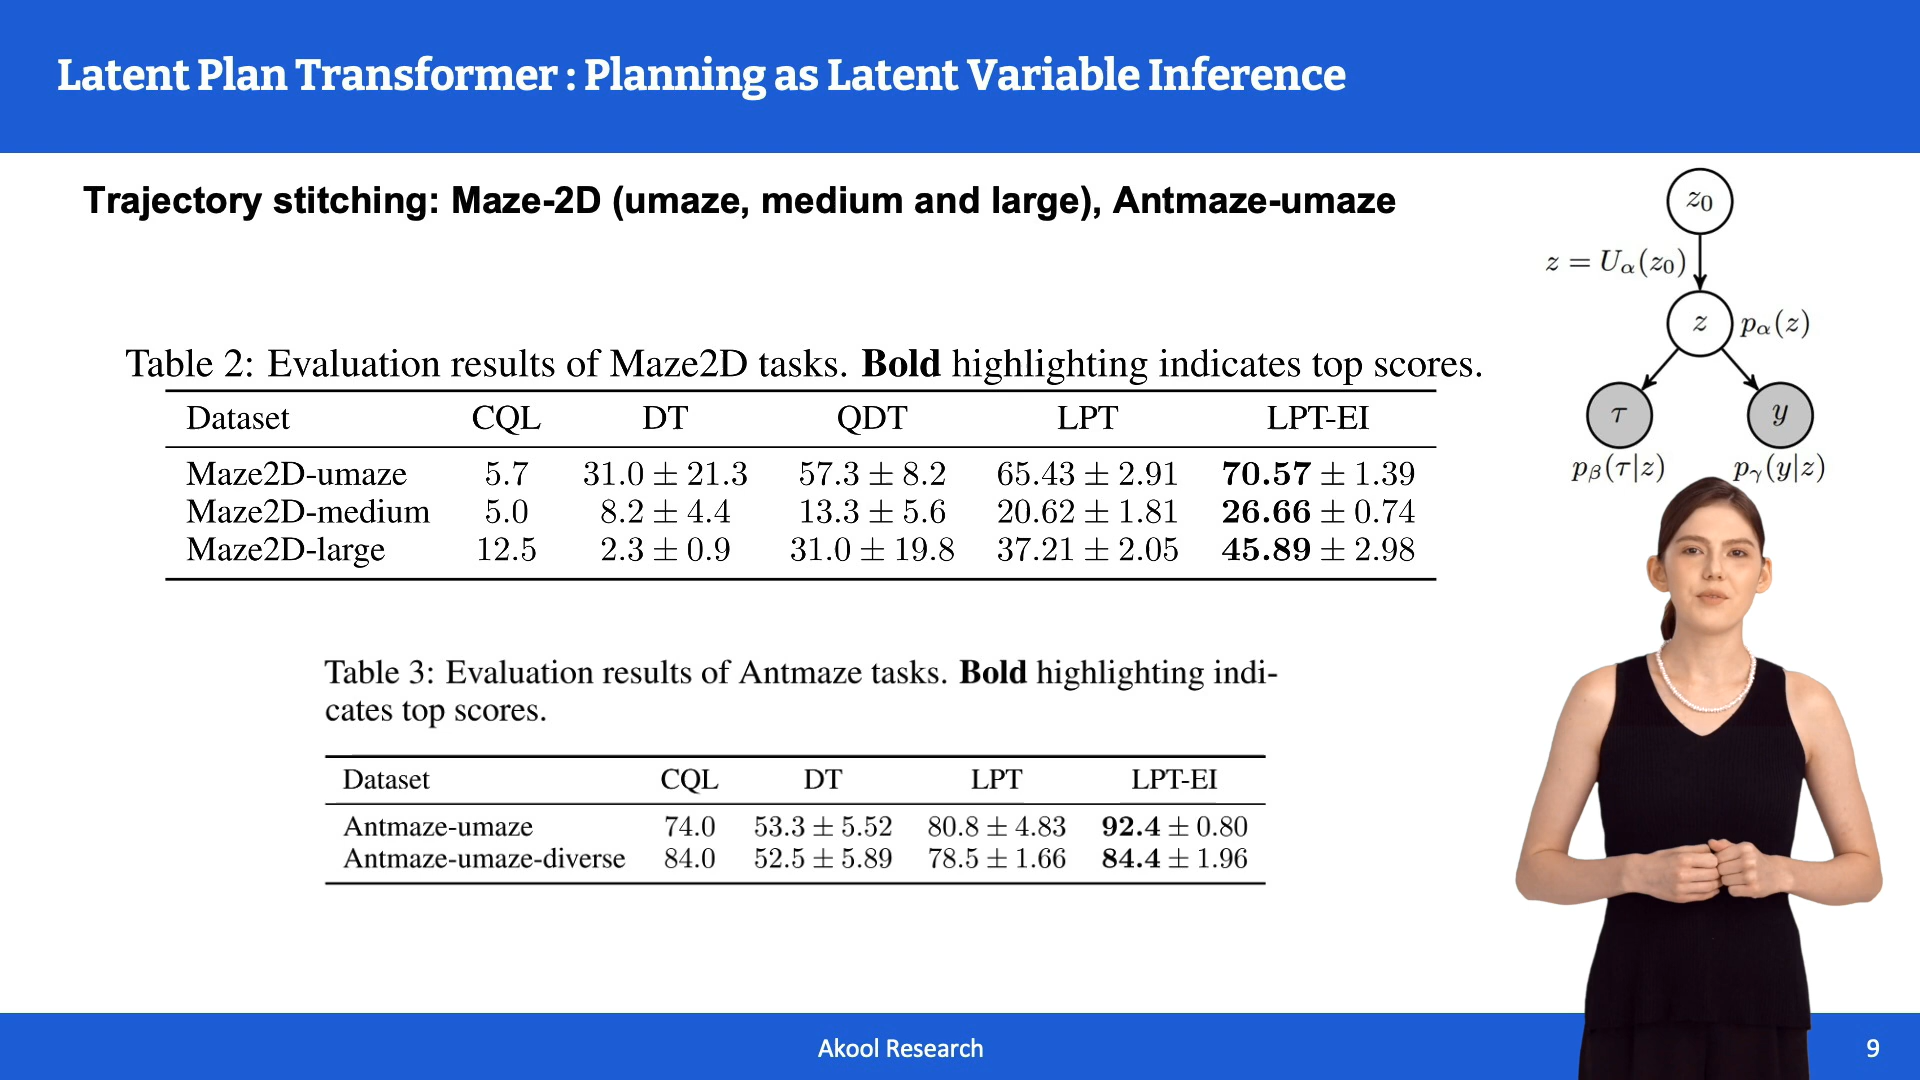 Latent Plan Transformer : Planning as Latent Variable Inference
Trajectory stitching: Maze-2D (umaze, medium and large), Antmaze-umaze
z₀
z = Uα(z₀)
z pα(z)
τ y
pβ(τ|z) pγ(y|z)
Table 2: Evaluation results of Maze2D tasks. Bold highlighting indicates top scores.
Dataset CQL DT QDT LPT LPT-EI
Maze2D-umaze 5.7 31.0 ± 21.3 57.3 ± 8.2 65.43 ± 2.91 70.57 ± 1.39
Maze2D-medium 5.0 8.2 ± 4.4 13.3 ± 5.6 20.62 ± 1.81 26.66 ± 0.74
Maze2D-large 12.5 2.3 ± 0.9 31.0 ± 19.8 37.21 ± 2.05 45.89 ± 2.98
Table 3: Evaluation results of Antmaze tasks. Bold highlighting indi-
cates top scores.
Dataset CQL DT LPT LPT-EI
Antmaze-umaze 74.0 53.3 ± 5.52 80.8 ± 4.83 92.4 ± 0.80
Antmaze-umaze-diverse 84.0 52.5 ± 5.89 78.5 ± 1.66 84.4 ± 1.96
Akool Research
9